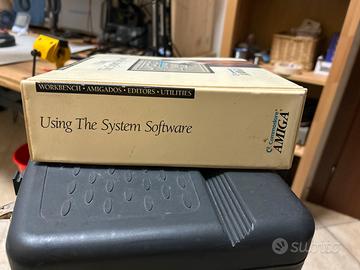 WORKBENCH • AMIGADOS • EDITORS • UTILITIES
Using The System Software
Commodore
AMIGA
subito